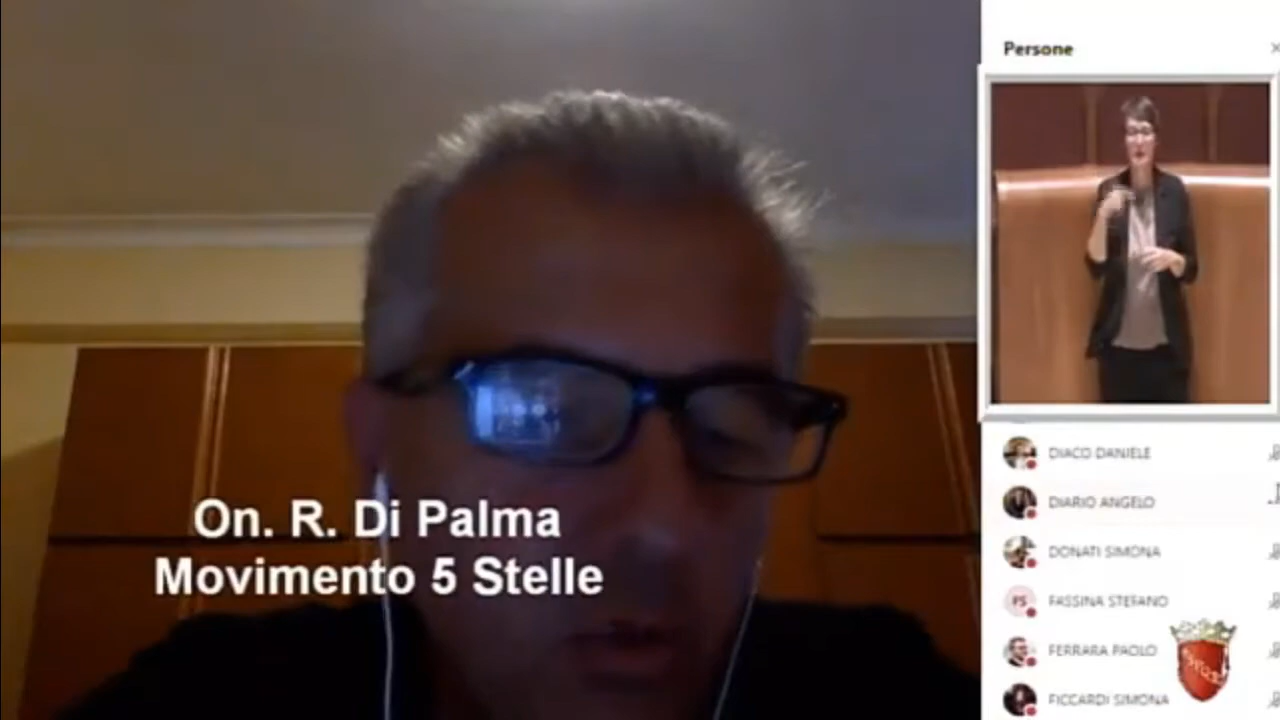 Persone
On. R. Di Palma
Movimento 5 Stelle
DIACO DANIELE
DIARIO ANGELO
DONATI SIMONA
FS FASSINA STEFANO
FERRARA PAOLO
FICCARDI SIMONA